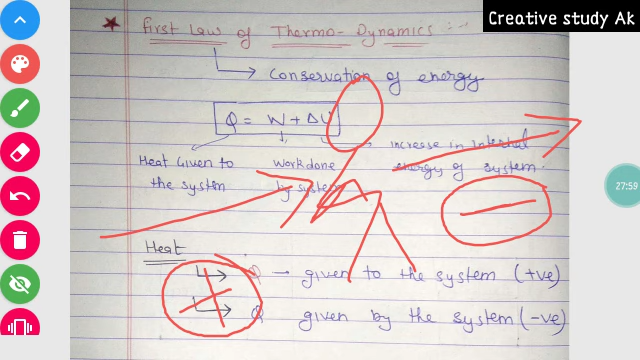 Creative study Ak
★ First Law of Thermo-Dynamics :-
Conservation of energy
Q = W + ΔU
Heat Given to the system
work done by system
increase in internal energy of system.
27:59
Heat
Q → given to the system (+ve)
Q given by the system (-ve)